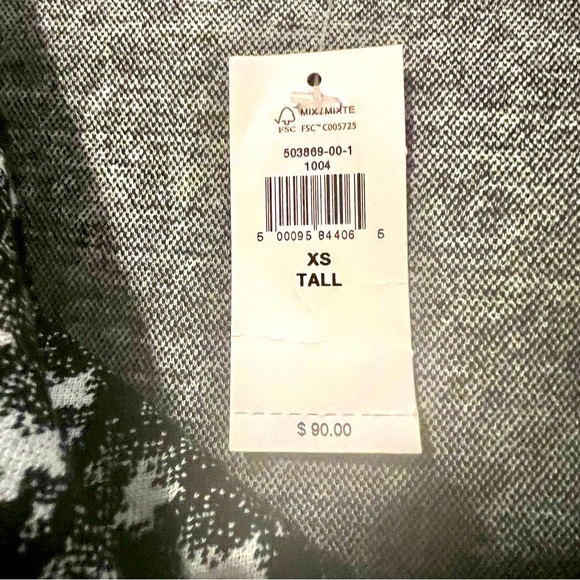 MIX/MIXTE
FSC FSC™ C005725
503869-00-1
1004
5 00095 84406 5
XS
TALL
$ 90.00